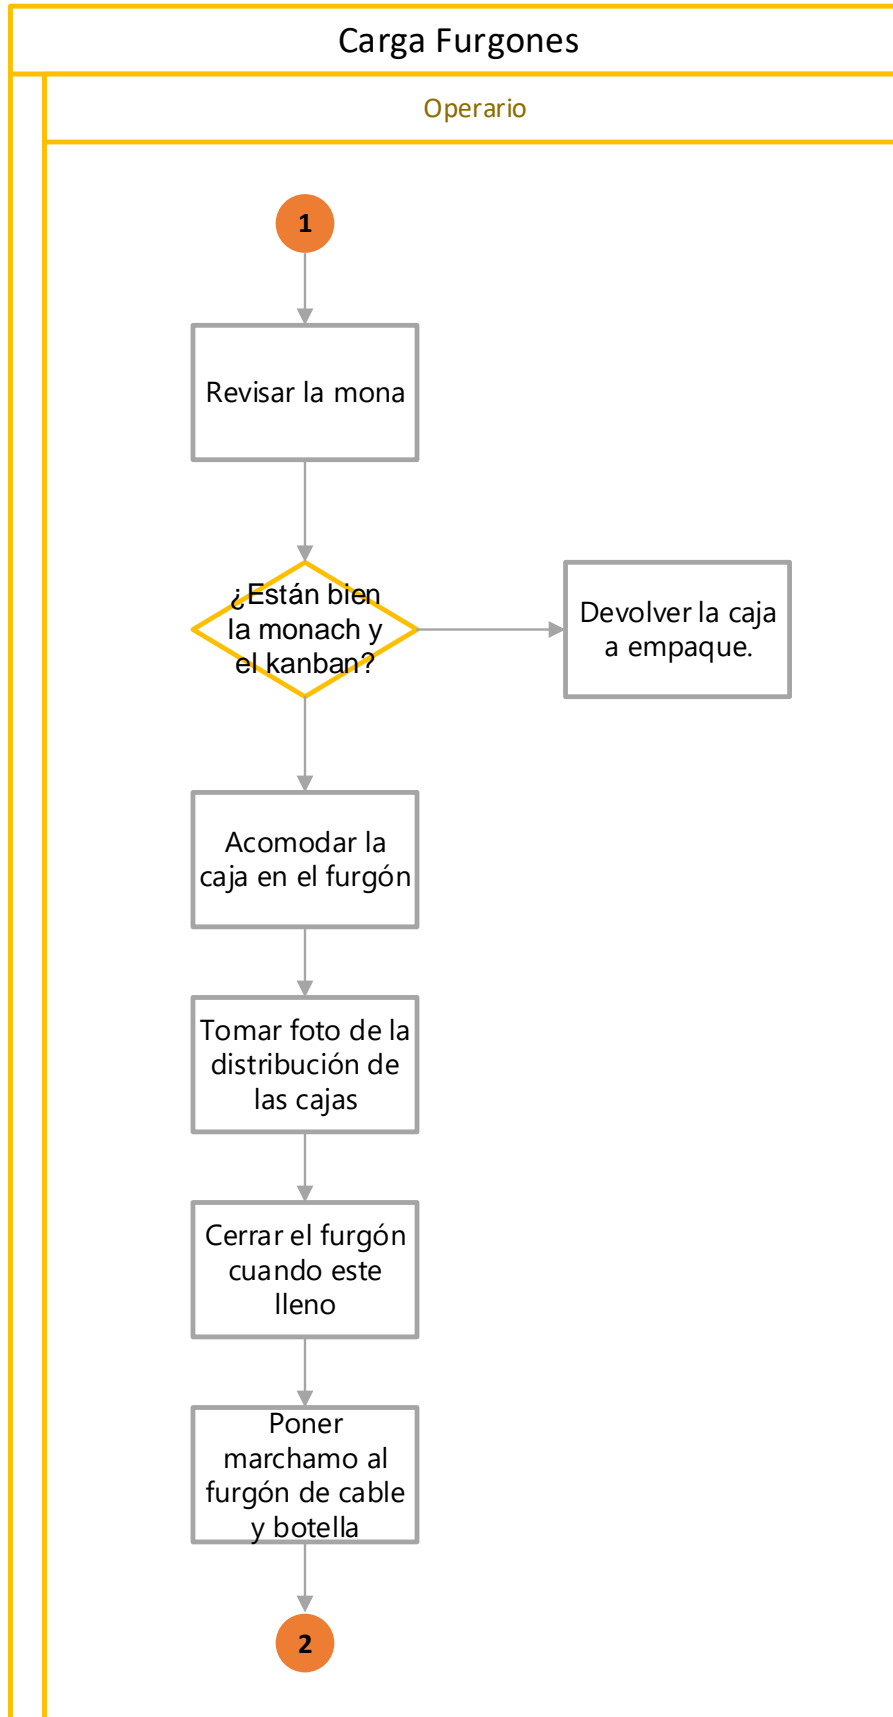 Carga Furgones
Operario
1
Revisar la mona
¿Están bien
la monach y
el kanban?
Devolver la caja
a empaque.
Acomodar la
caja en el furgón
Tomar foto de la
distribución de
las cajas
Cerrar el furgón
cuando este
lleno
Poner
marchamo al
furgón de cable
y botella
2